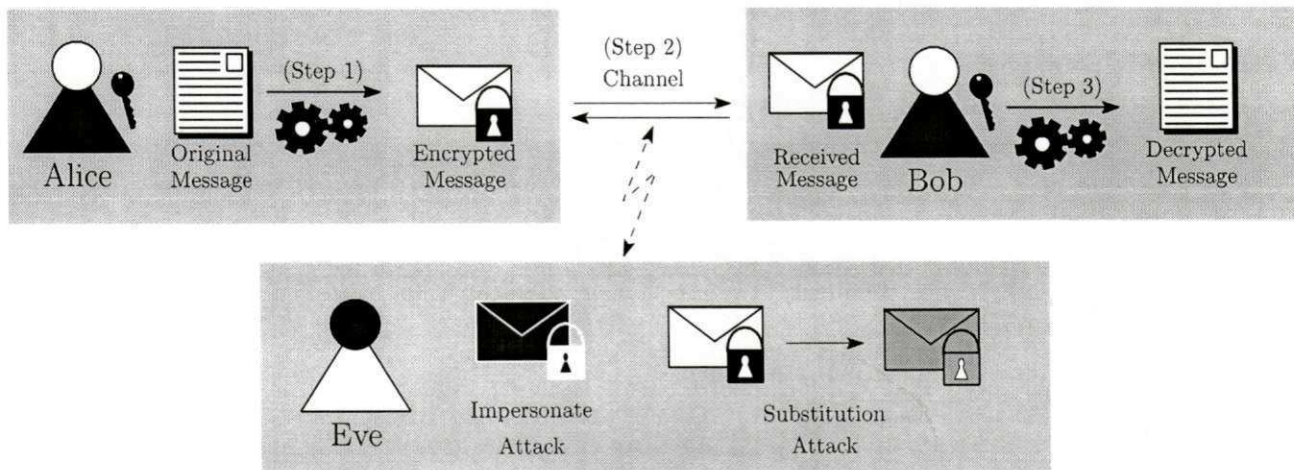 (Step 1)
Alice
Original
Message
Encrypted
Message
(Step 2)
Channel
Received
Message
Bob
(Step 3)
Decrypted
Message
Eve
Impersonate
Attack
Substitution
Attack